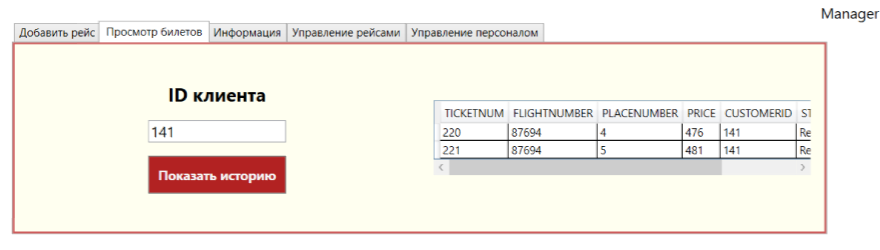 Manager
Добавить рейс Просмотр билетов Информация Управление рейсами Управление персоналом
ID клиента
141
Показать историю
TICKETNUM FLIGHTNUMBER PLACENUMBER PRICE CUSTOMERID ST
220 87694 4 476 141 Re
221 87694 5 481 141 Re